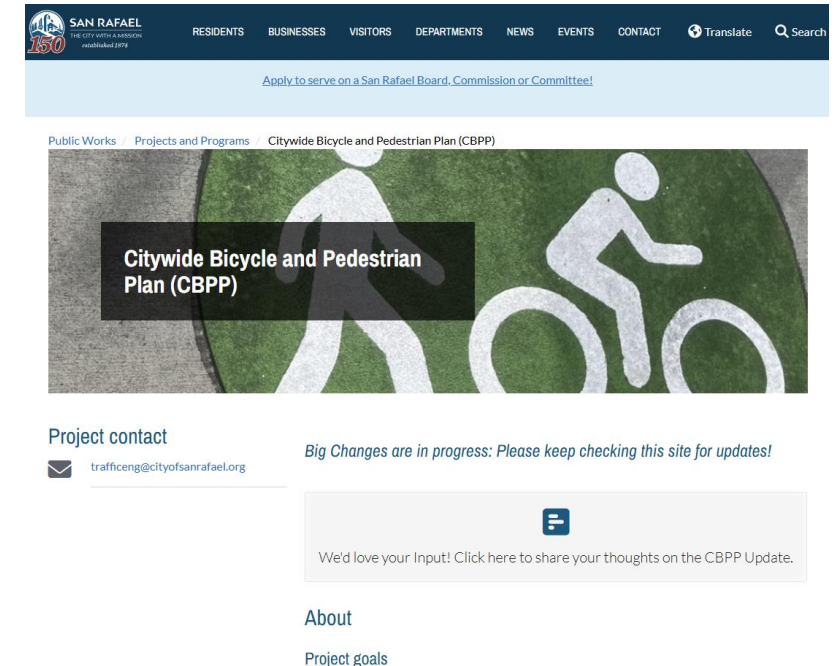 SAN RAFAEL
THE CITY WITH A MISSION
established 1874
150
RESIDENTS BUSINESSES VISITORS DEPARTMENTS NEWS EVENTS CONTACT Translate Search
Apply to serve on a San Rafael Board, Commission or Committee!
Public Works / Projects and Programs / Citywide Bicycle and Pedestrian Plan (CBPP)
Citywide Bicycle and Pedestrian
Plan (CBPP)
Project contact
trafficeng@cityofsanrafael.org
Big Changes are in progress: Please keep checking this site for updates!
We'd love your Input! Click here to share your thoughts on the CBPP Update.
About
Project goals